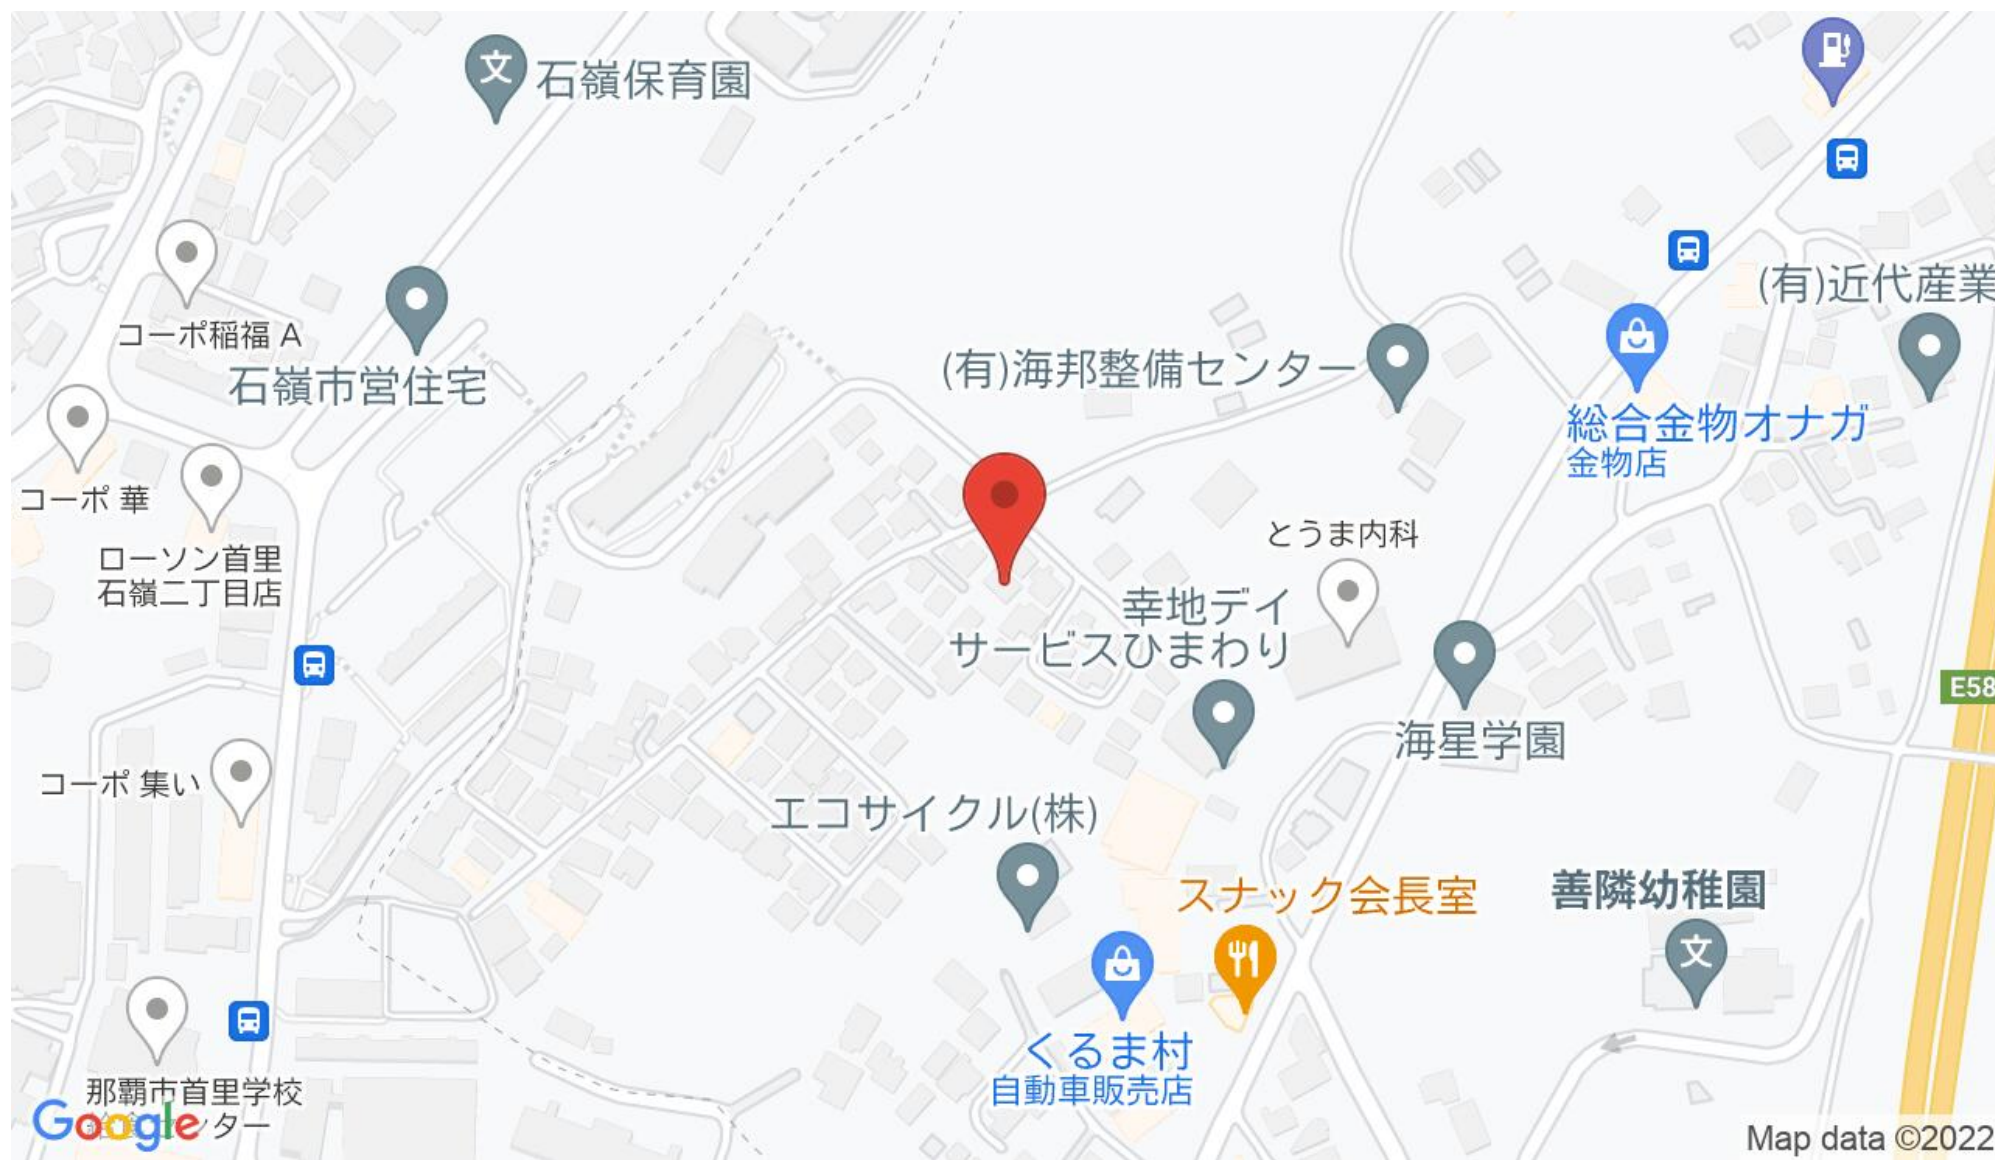 文
石嶺保育園
コーポ稲福 A
石嶺市営住宅
(有)近代産業
(有)海邦整備センター
総合金物オナガ
金物店
コーポ 華
ローソン首里
石嶺二丁目店
とうま内科
幸地デイ
サービスひまわり
E58
海星学園
コーポ 集い
エコサイクル(株)
スナック会長室
善隣幼稚園
文
くるま村
自動車販売店
那覇市首里学校
ンター
Google
Map data ©2022